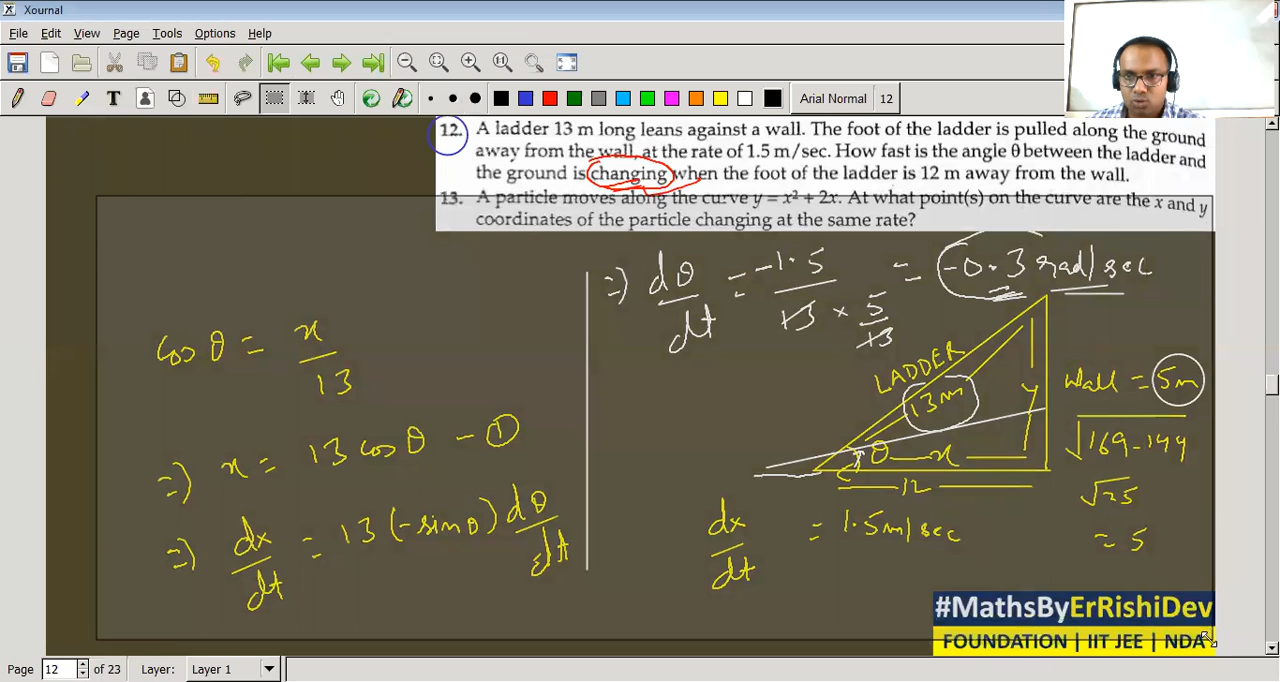 Xournal
File Edit View Page Tools Options Help
Arial Normal 12
12. A ladder 13 m long leans against a wall. The foot of the ladder is pulled along the ground
away from the wall, at the rate of 1.5 m/sec. How fast is the angle θ between the ladder and
the ground is changing when the foot of the ladder is 12 m away from the wall.
13. A particle moves along the curve y = x² + 2x. At what point(s) on the curve are the x and y
coordinates of the particle changing at the same rate?
cos θ = x/13
⇒ x = 13 cos θ - ①
⇒ dx/dt = 13 (-sin θ) dθ/dt
⇒ dθ/dt = -1.5/(13 × 5/13) = -0.3 rad/sec
LADDER
13m
θ x
y
12
Wall = 5m
√169-144
√25
= 5
dx/dt = 1.5m/sec
#MathsByErRishiDev
FOUNDATION | IIT JEE | NDA
Page 12 of 23 Layer: Layer 1